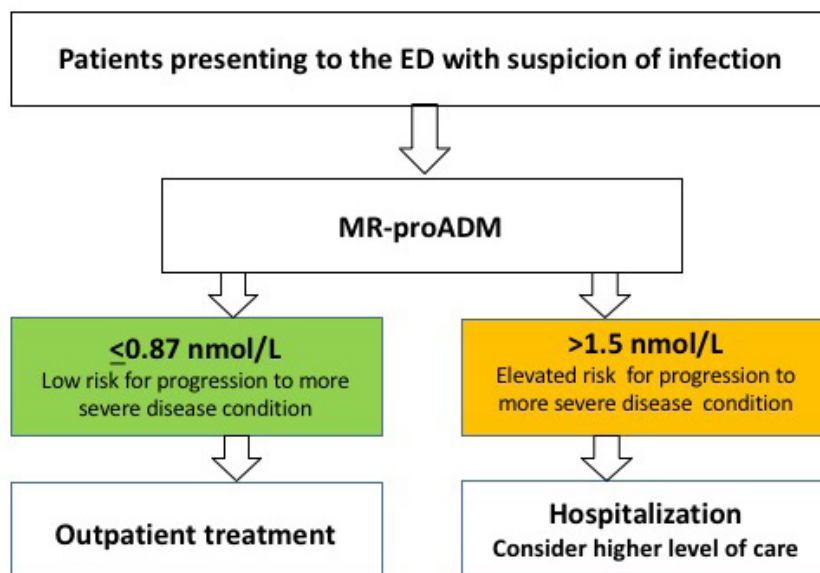 Patients presenting to the ED with suspicion of infection
MR-proADM
≤0.87 nmol/L
Low risk for progression to more
severe disease condition
>1.5 nmol/L
Elevated risk for progression to
more severe disease condition
Outpatient treatment
Hospitalization
Consider higher level of care